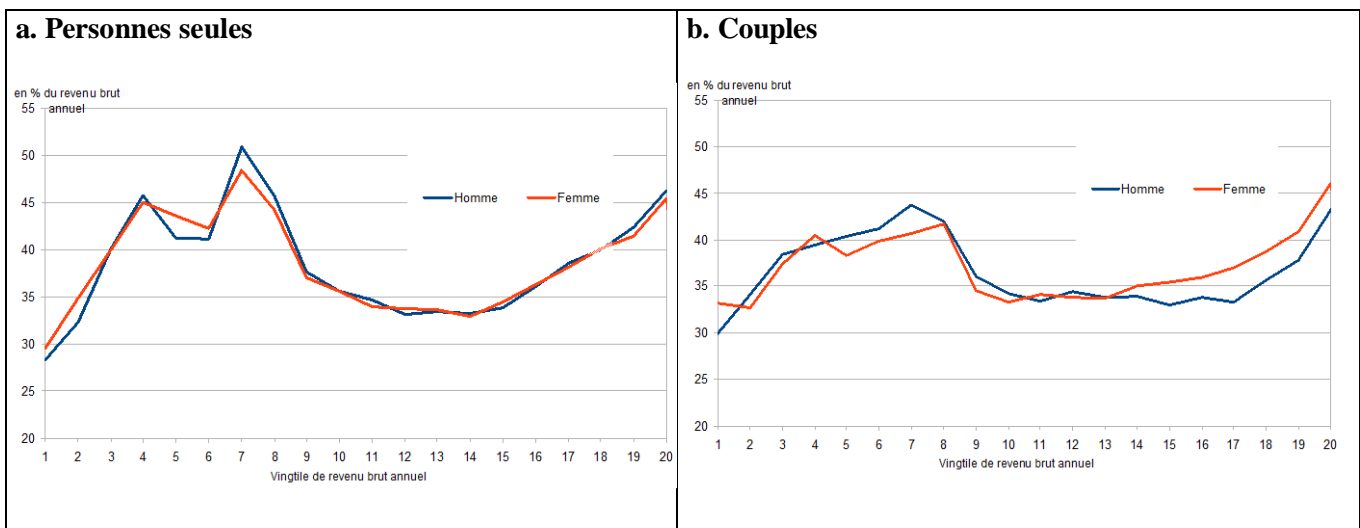 a. Personnes seules
en % du revenu brut
annuel
55
50
45
40
35
30
25
20
Homme
Femme
1 2 3 4 5 6 7 8 9 10 11 12 13 14 15 16 17 18 19 20
Vingtile de revenu brut annuel
b. Couples
en % du revenu brut
annuel
55
50
45
40
35
30
25
20
Homme
Femme
1 2 3 4 5 6 7 8 9 10 11 12 13 14 15 16 17 18 19 20
Vingtile de revenu brut annuel